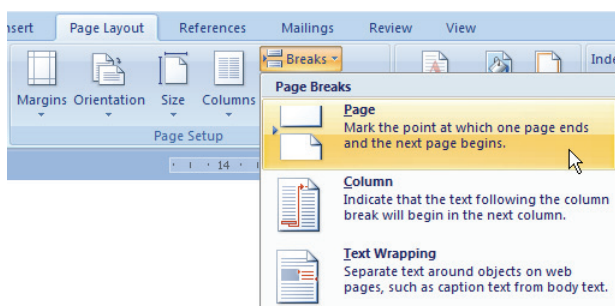 nsert Page Layout References Mailings Review View
Breaks Inde
Margins Orientation Size Columns
Page Setup
14
Page Breaks
Page
Mark the point at which one page ends
and the next page begins.
Column
Indicate that the text following the column
break will begin in the next column.
Text Wrapping
Separate text around objects on web
pages, such as caption text from body text.